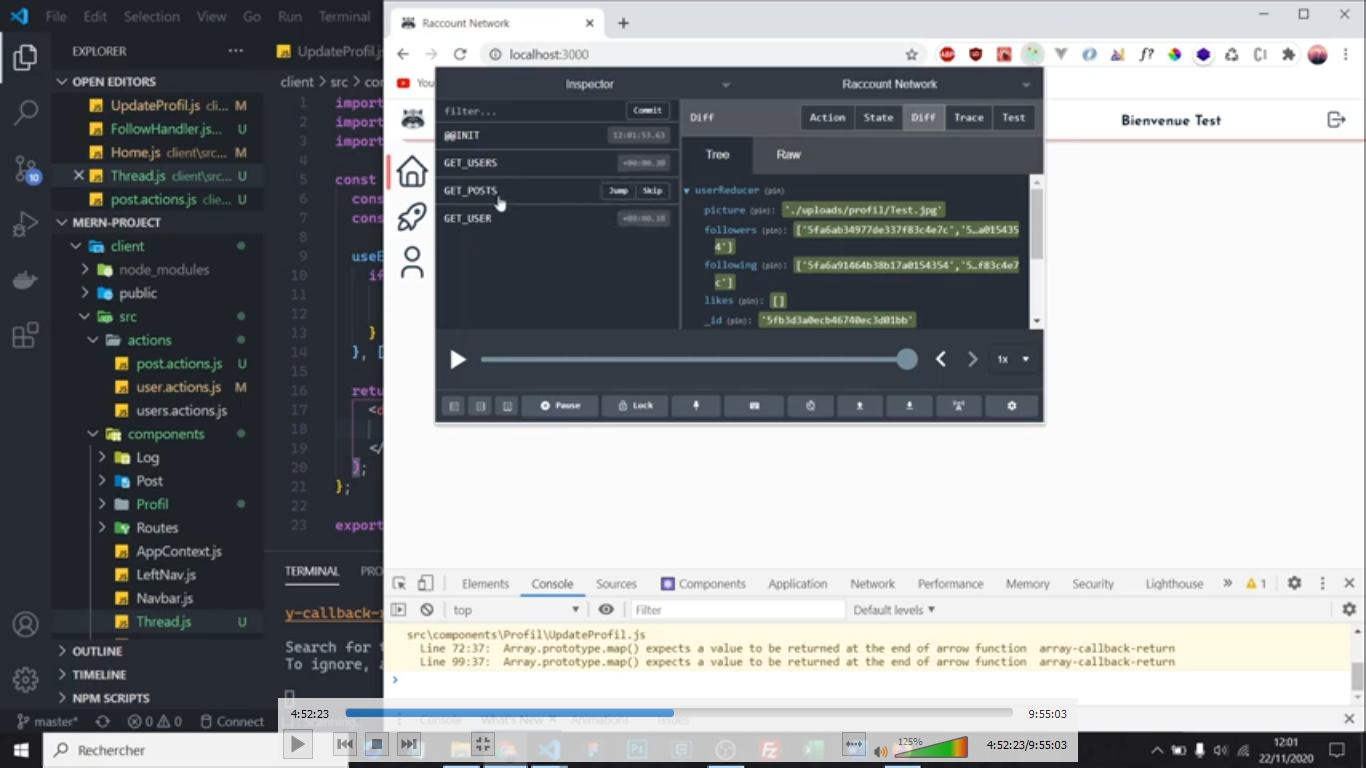 File Edit Selection View Go Run Terminal
EXPLORER
OPEN EDITORS
UpdateProfil.js cli... M
FollowHandler.js... U
Home.js client\src... M
Thread.js client\src... U
post.actions.js clie... U
MERN-PROJECT
client
node_modules
public
src
actions
post.actions.js U
user.actions.js M
users.actions.js
components
Log
Post
Profil
Routes
AppContext.js
LeftNav.js
Navbar.js
Thread.js U
OUTLINE
TIMELINE
NPM SCRIPTS
10
master*
0 0
Connect
UpdateProfil.j
client > src > co
1 import
2 import
3 import
4
5 const
6 cons
7 cons
8
9 useE
10 if
11
12
13 }
14 }, [
15
16 retu
17 <d
18
19 </
20 );
21 };
22
23 export
TERMINAL PRO
y-callback-r
Search for t
To ignore, a
Raccount Network
localhost:3000
ABP
f?
You
Bienvenue Test
Inspector
Raccount Network
filter...
Commit
@@INIT 12:01:53.63
GET_USERS +00:00.30
GET_POSTS Jump Skip
GET_USER +00:00.18
Diff
Action State Diff Trace Test
Tree Raw
userReducer (pin)
picture (pin): './uploads/profil/Test.jpg'
followers (pin): ['5fa6ab34977de337f83c4e7c','5…a015435
4']
following (pin): ['5fa6a91464b38b17a0154354','5…f83c4e7
c']
likes (pin): []
_id (pin): '5fb3d3a0ecb46740ec3d01bb'
1x
Pause Lock
Elements Console Sources Components Application Network Performance Memory Security Lighthouse » 1
top Filter Default levels
src\components\Profil\UpdateProfil.js
Line 72:37: Array.prototype.map() expects a value to be returned at the end of arrow function array-callback-return
Line 99:37: Array.prototype.map() expects a value to be returned at the end of arrow function array-callback-return
4:52:23 9:55:03
Console What's New Animations Issues
125%
4:52:23/9:55:03
Rechercher
12:01
22/11/2020